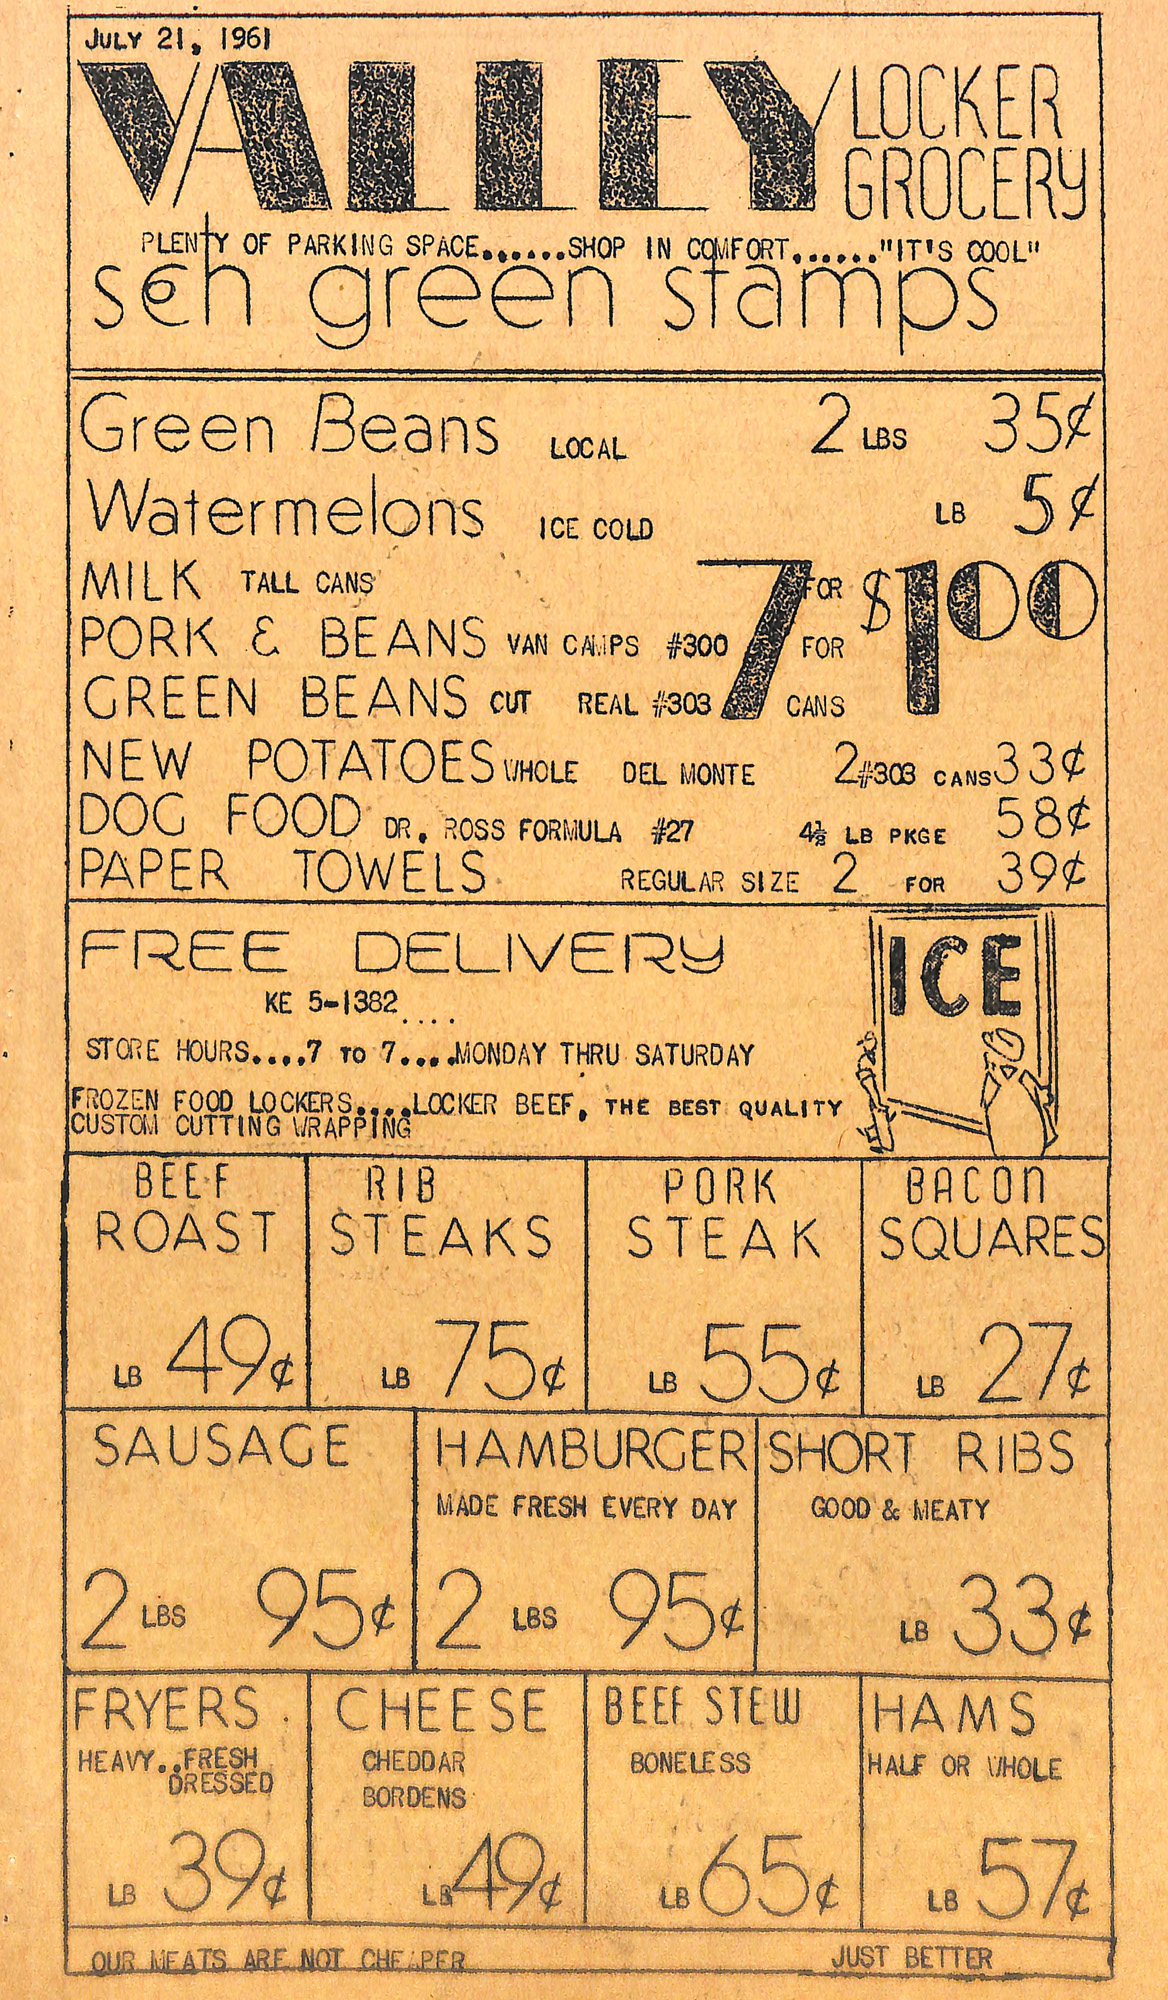 JULY 21, 1961
VALLEY LOCKER GROCERY
PLENTY OF PARKING SPACE.......SHOP IN COMFORT......."IT'S COOL"
s&h green stamps
Green Beans LOCAL 2 LBS 35¢
Watermelons ICE COLD LB 5¢
MILK TALL CANS 7 FOR $1.00
PORK & BEANS VAN CAMPS #300 FOR
GREEN BEANS CUT REAL #303 CANS
NEW POTATOES WHOLE DEL MONTE 2 #303 CANS 33¢
DOG FOOD DR. ROSS FORMULA #27 4½ LB PKGE 58¢
PAPER TOWELS REGULAR SIZE 2 FOR 39¢
FREE DELIVERY
KE 5-1382....
ICE
STORE HOURS....7 TO 7....MONDAY THRU SATURDAY
FROZEN FOOD LOCKERS.....LOCKER BEEF, THE BEST QUALITY
CUSTOM CUTTING WRAPPING
BEEF ROAST
LB 49¢
RIB STEAKS
LB 75¢
PORK STEAK
LB 55¢
BACON SQUARES
LB 27¢
SAUSAGE
2 LBS 95¢
HAMBURGER
MADE FRESH EVERY DAY
2 LBS 95¢
SHORT RIBS
GOOD & MEATY
LB 33¢
FRYERS
HEAVY..FRESH
DRESSED
LB 39¢
CHEESE
CHEDDAR
BORDENS
LB 49¢
BEEF STEW
BONELESS
LB 65¢
HAMS
HALF OR WHOLE
LB 57¢
OUR MEATS ARE NOT CHEAPER JUST BETTER